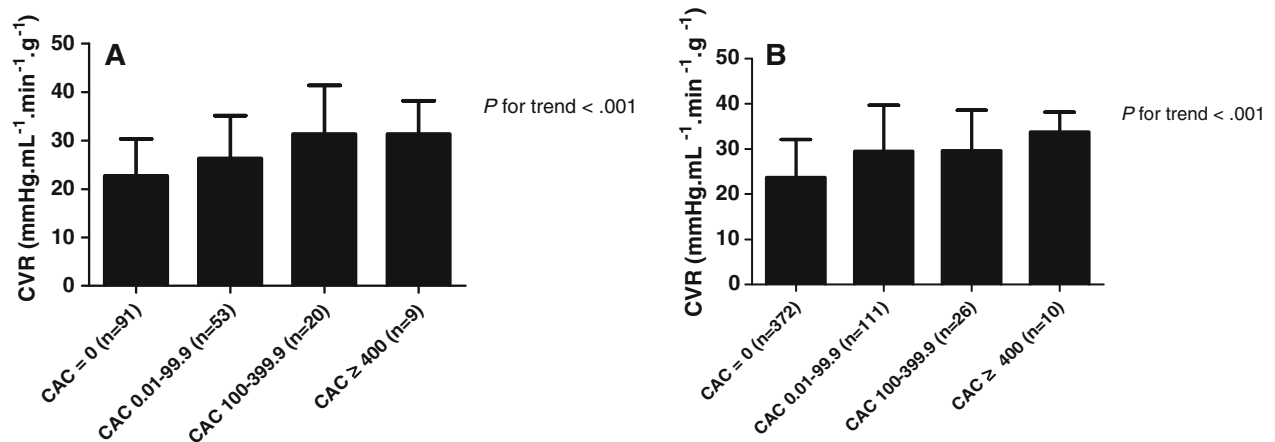 A
CVR (mmHg.mL⁻¹.min⁻¹.g⁻¹)
50
40
30
20
10
0
CAC = 0 (n=91)
CAC 0.01-99.9 (n=53)
CAC 100-399.9 (n=20)
CAC ≥ 400 (n=9)
P for trend < .001
B
CVR (mmHg.mL⁻¹.min⁻¹.g⁻¹)
50
40
30
20
10
0
CAC = 0 (n=372)
CAC 0.01-99.9 (n=111)
CAC 100-399.9 (n=26)
CAC ≥ 400 (n=10)
P for trend < .001